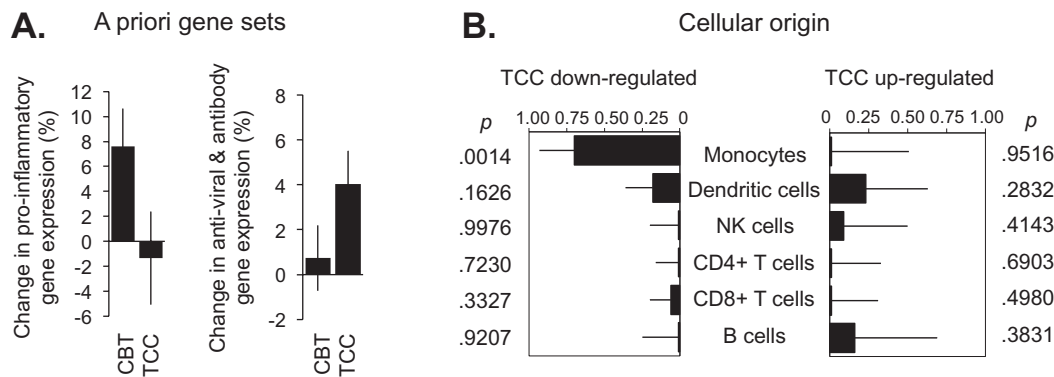 A. A priori gene sets
Change in pro-inflammatory
gene expression (%)
12
10
8
6
4
2
0
-2
-4
-6
CBT
TCC
Change in anti-viral & antibody
gene expression (%)
8
6
4
2
0
-2
CBT
TCC
B. Cellular origin
TCC down-regulated TCC up-regulated
p 1.00 0.75 0.50 0.25 0 0 0.25 0.50 0.75 1.00 p
.0014 Monocytes .9516
.1626 Dendritic cells .2832
.9976 NK cells .4143
.7230 CD4+ T cells .6903
.3327 CD8+ T cells .4980
.9207 B cells .3831